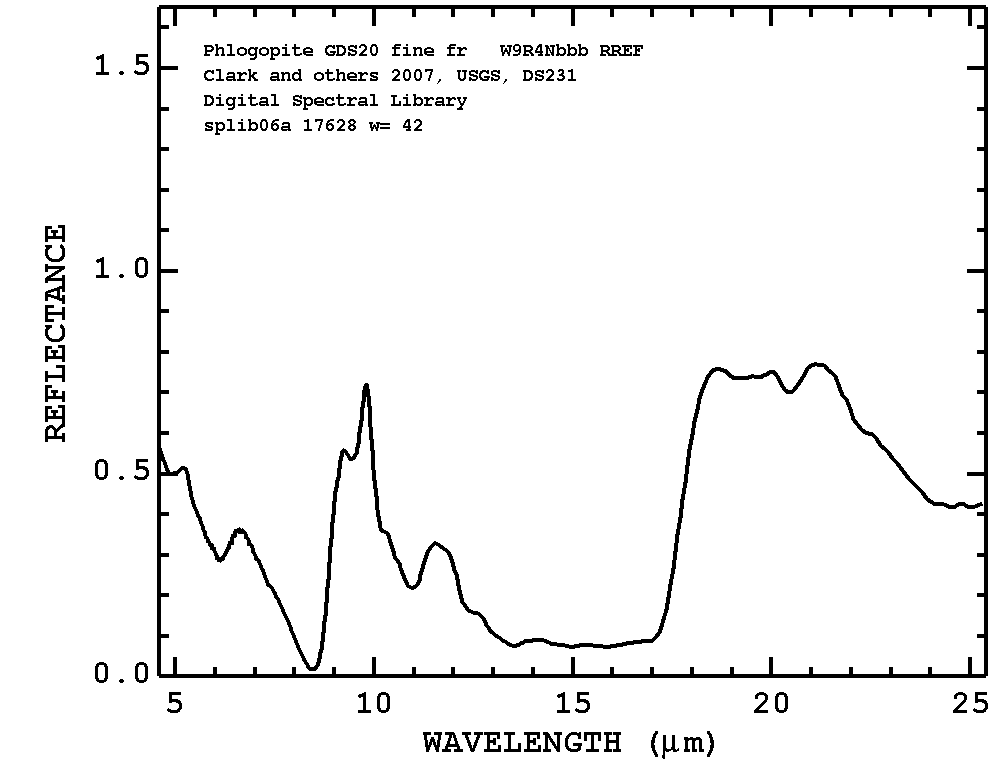 Phlogopite GDS20 fine fr W9R4Nbbb RREF
Clark and others 2007, USGS, DS231
Digital Spectral Library
splib06a 17628 w= 42
1.5
1.0
0.5
0.0
REFLECTANCE
5 10 15 20 25
WAVELENGTH (µm)